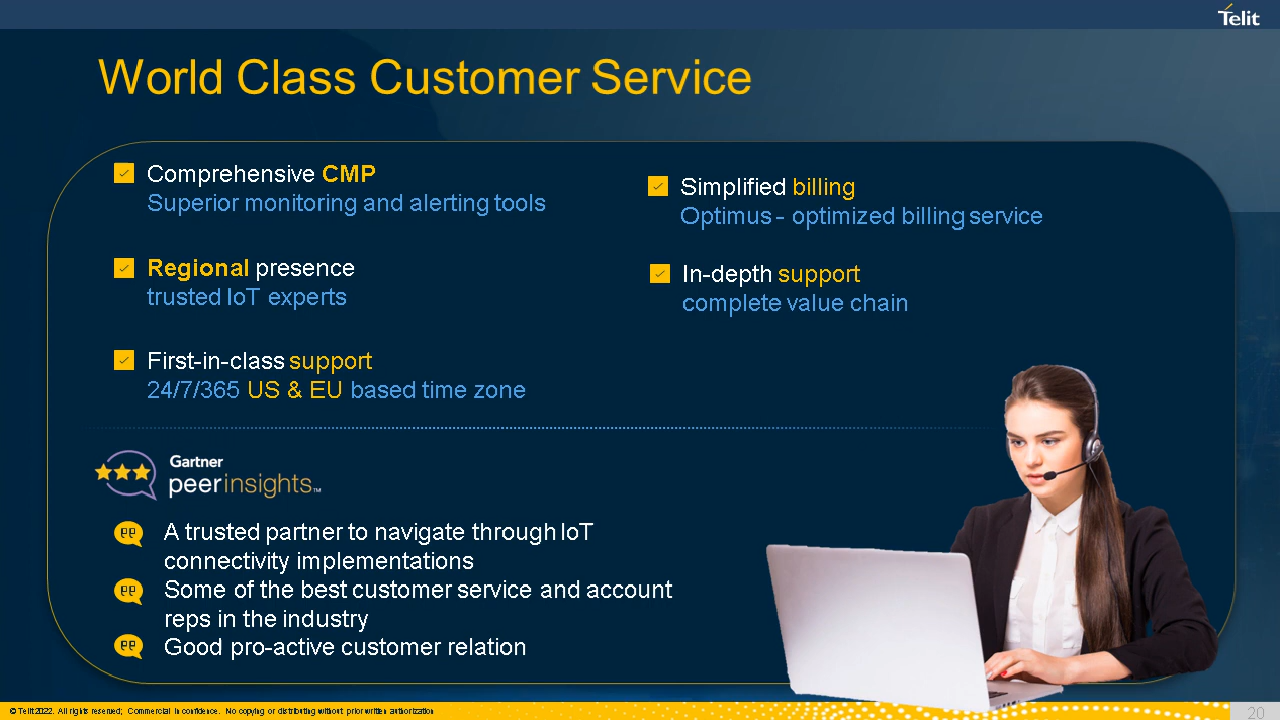 Telit
World Class Customer Service
Comprehensive CMP
Superior monitoring and alerting tools
Regional presence
trusted IoT experts
First-in-class support
24/7/365 US & EU based time zone
Simplified billing
Optimus - optimized billing service
In-depth support
complete value chain
Gartner
peerinsights™
A trusted partner to navigate through IoT
connectivity implementations
Some of the best customer service and account
reps in the industry
Good pro-active customer relation
© Telit 2022. All rights reserved; Commercial in confidence. No copying or distributing without prior written authorization
20